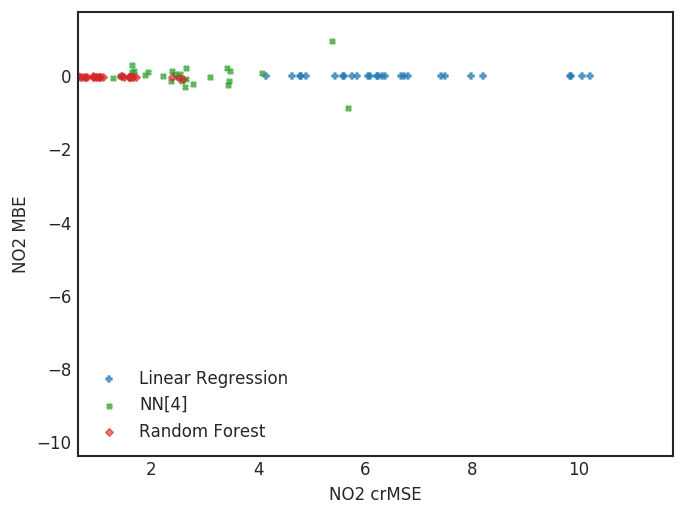 0
−2
−4
−6
−8
−10
NO2 MBE
Linear Regression
NN[4]
Random Forest
2 4 6 8 10
NO2 crMSE